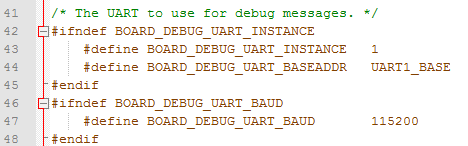 41 /* The UART to use for debug messages. */
42 #ifndef BOARD_DEBUG_UART_INSTANCE
43     #define BOARD_DEBUG_UART_INSTANCE   1
44     #define BOARD_DEBUG_UART_BASEADDR   UART1_BASE
45 #endif
46 #ifndef BOARD_DEBUG_UART_BAUD
47     #define BOARD_DEBUG_UART_BAUD       115200
48 #endif